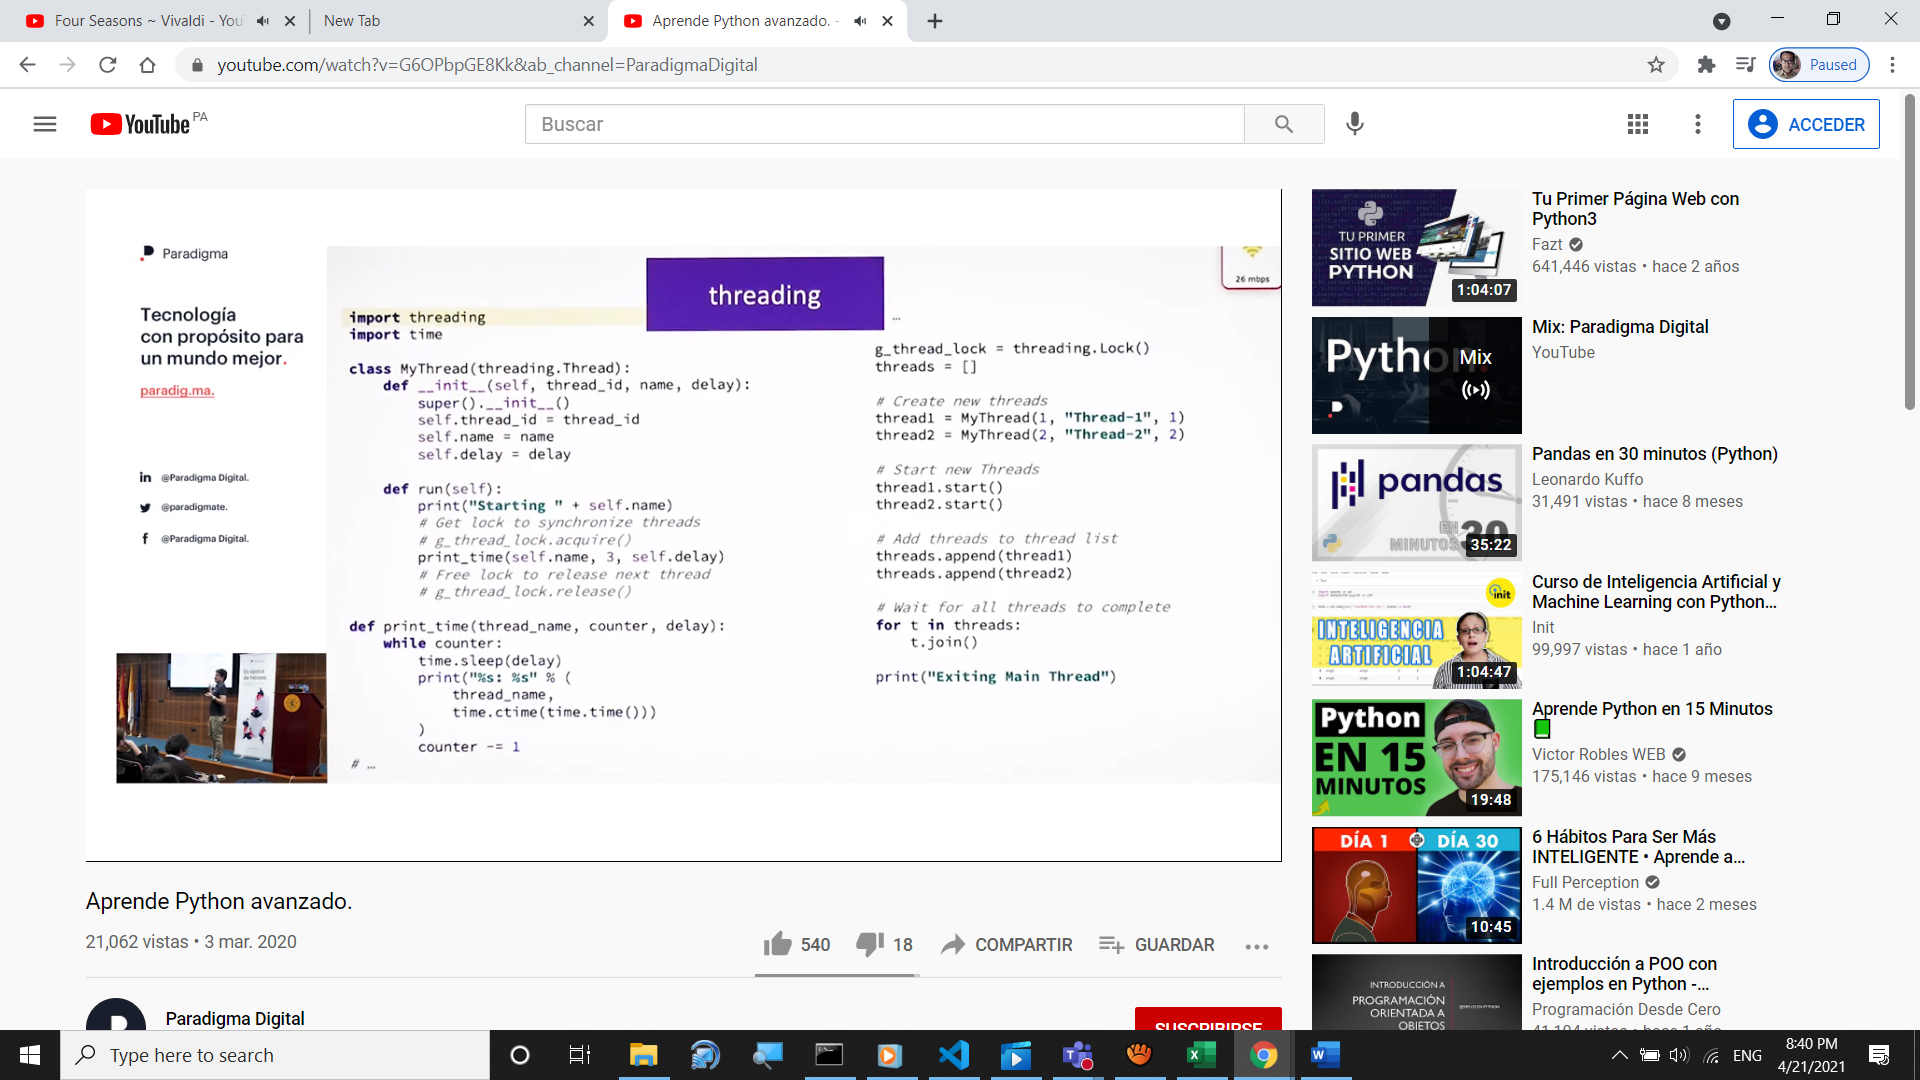 Four Seasons ~ Vivaldi - You
New Tab
Aprende Python avanzado. -
youtube.com/watch?v=G6OPbpGE8Kk&ab_channel=ParadigmaDigital
Paused
YouTube PA
Buscar
ACCEDER
Paradigma
Tecnología
con propósito para
un mundo mejor.
paradig.ma.
@Paradigma Digital.
@paradigmate.
@Paradigma Digital.
threading
26 mbps
import threading
import time
class MyThread(threading.Thread):
def __init__(self, thread_id, name, delay):
super().__init__()
self.thread_id = thread_id
self.name = name
self.delay = delay
def run(self):
print("Starting " + self.name)
# Get lock to synchronize threads
# g_thread_lock.acquire()
print_time(self.name, 3, self.delay)
# Free lock to release next thread
# g_thread_lock.release()
def print_time(thread_name, counter, delay):
while counter:
time.sleep(delay)
print("%s: %s" % (
thread_name,
time.ctime(time.time()))
)
counter -= 1
# …
…
g_thread_lock = threading.Lock()
threads = []
# Create new threads
thread1 = MyThread(1, "Thread-1", 1)
thread2 = MyThread(2, "Thread-2", 2)
# Start new Threads
thread1.start()
thread2.start()
# Add threads to thread list
threads.append(thread1)
threads.append(thread2)
# Wait for all threads to complete
for t in threads:
t.join()
print("Exiting Main Thread")
Aprende Python avanzado.
21,062 vistas • 3 mar. 2020
540
18
COMPARTIR
GUARDAR
Paradigma Digital
SUSCRIBIRSE
TU PRIMER
SITIO WEB
PYTHON
1:04:07
Tu Primer Página Web con
Python3
Fazt
641,446 vistas • hace 2 años
Python.
Mix
Mix: Paradigma Digital
YouTube
pandas
EN 30
MINUTOS
35:22
Pandas en 30 minutos (Python)
Leonardo Kuffo
31,491 vistas • hace 8 meses
init
INTELIGENCIA
ARTIFICIAL
1:04:47
Curso de Inteligencia Artificial y
Machine Learning con Python...
Init
99,997 vistas • hace 1 año
Python
EN 15
MINUTOS
19:48
Aprende Python en 15 Minutos
Victor Robles WEB
175,146 vistas • hace 9 meses
DÍA 1
DÍA 30
10:45
6 Hábitos Para Ser Más
INTELIGENTE • Aprende a...
Full Perception
1.4 M de vistas • hace 2 meses
INTRODUCCIÓN A
PROGRAMACIÓN
ORIENTADA A
OBJETOS
EJEMPLOS EN PYTHON
Introducción a POO con
ejemplos en Python -...
Programación Desde Cero
41,194 vistas • hace 1 año
Type here to search
ENG
8:40 PM
4/21/2021